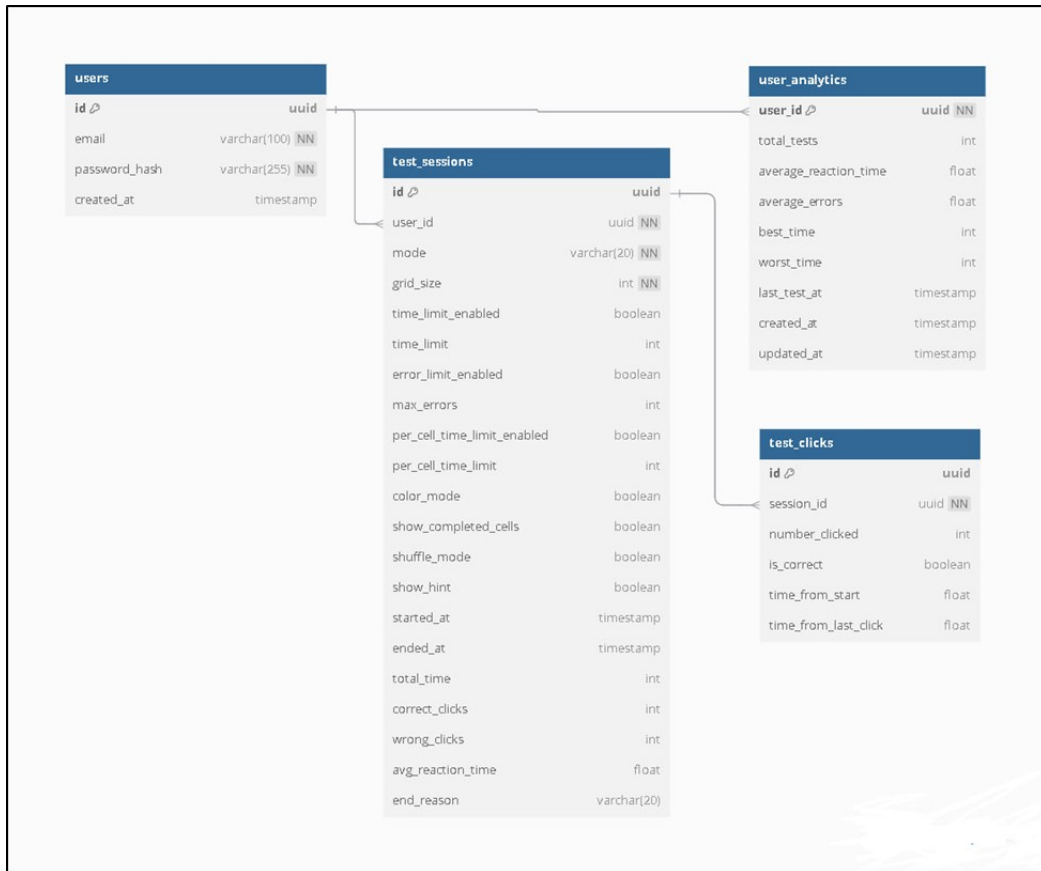 users
id uuid
email varchar(100) NN
password_hash varchar(255) NN
created_at timestamp
test_sessions
id uuid
user_id uuid NN
mode varchar(20) NN
grid_size int NN
time_limit_enabled boolean
time_limit int
error_limit_enabled boolean
max_errors int
per_cell_time_limit_enabled boolean
per_cell_time_limit int
color_mode boolean
show_completed_cells boolean
shuffle_mode boolean
show_hint boolean
started_at timestamp
ended_at timestamp
total_time int
correct_clicks int
wrong_clicks int
avg_reaction_time float
end_reason varchar(20)
user_analytics
user_id uuid NN
total_tests int
average_reaction_time float
average_errors float
best_time int
worst_time int
last_test_at timestamp
created_at timestamp
updated_at timestamp
test_clicks
id uuid
session_id uuid NN
number_clicked int
is_correct boolean
time_from_start float
time_from_last_click float